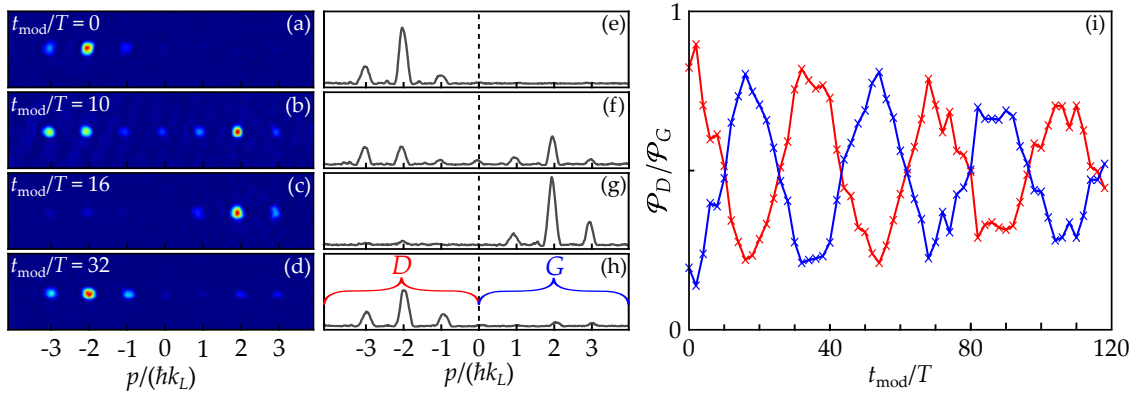 t_mod/T = 0 (a)
t_mod/T = 10 (b)
t_mod/T = 16 (c)
t_mod/T = 32 (d)
-3 -2 -1 0 1 2 3
p/(ħk_L)
(e)
(f)
(g)
(h)
D G
-3 -2 -1 0 1 2 3
p/(ħk_L)
(i)
1
𝒫_D/𝒫_G
0
0 40 80 120
t_mod/T